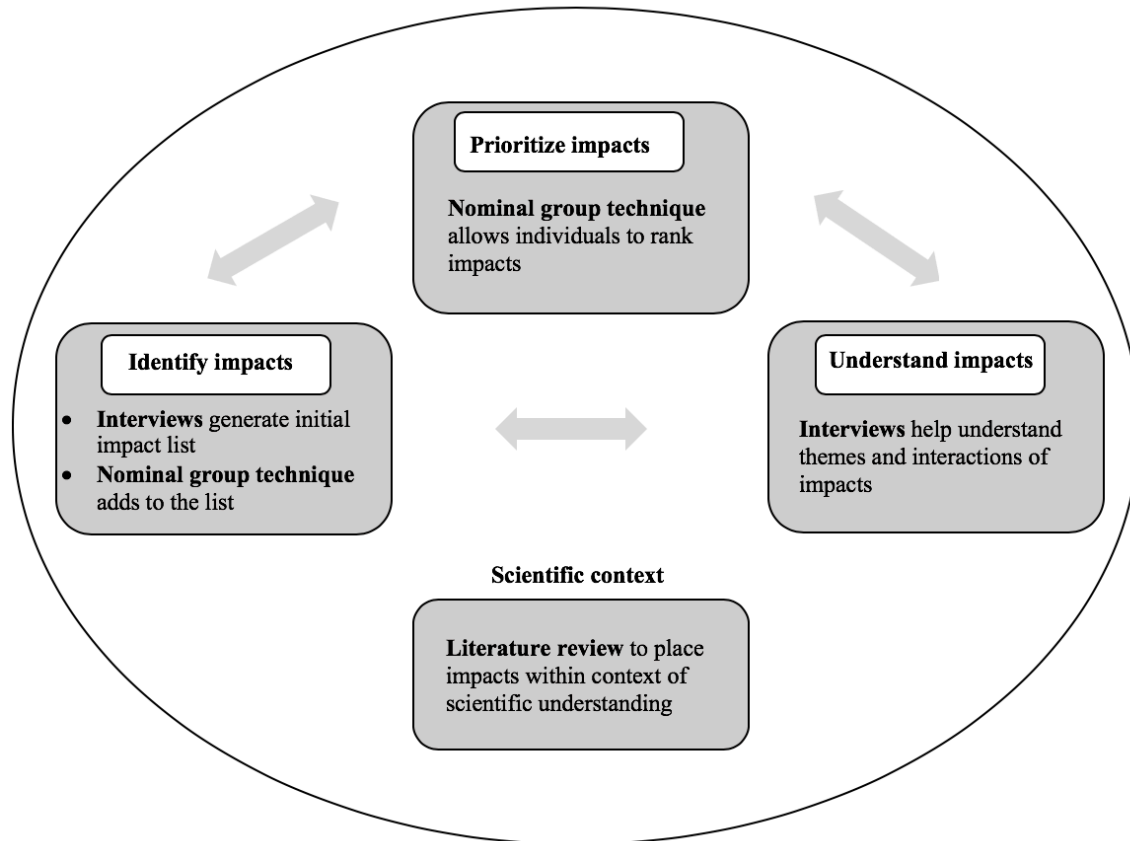 Prioritize impacts
Nominal group technique
allows individuals to rank
impacts
Identify impacts
• Interviews generate initial
impact list
• Nominal group technique
adds to the list
Understand impacts
Interviews help understand
themes and interactions of
impacts
Scientific context
Literature review to place
impacts within context of
scientific understanding